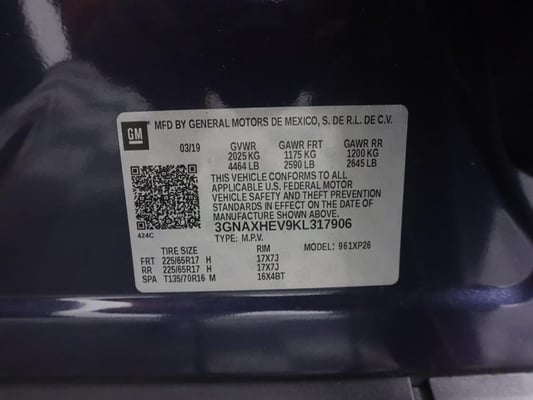 GM
MFD BY GENERAL MOTORS DE MEXICO, S. DE R.L. DE C.V.
03/19 GVWR GAWR FRT GAWR RR
2025 KG 1175 KG 1200 KG
4464 LB 2590 LB 2645 LB
THIS VEHICLE CONFORMS TO ALL
APPLICABLE U.S. FEDERAL MOTOR
VEHICLE SAFETY AND THEFT PREVENTION
STANDARDS IN EFFECT ON THE DATE OF
MANUFACTURE SHOWN ABOVE.
3GNAXHEV9KL317906
424C
TYPE: M.P.V. MODEL: 961XP26
TIRE SIZE RIM
FRT 225/65R17 H 17X7J
RR 225/65R17 H 17X7J
SPA T135/70R16 M 16X4BT